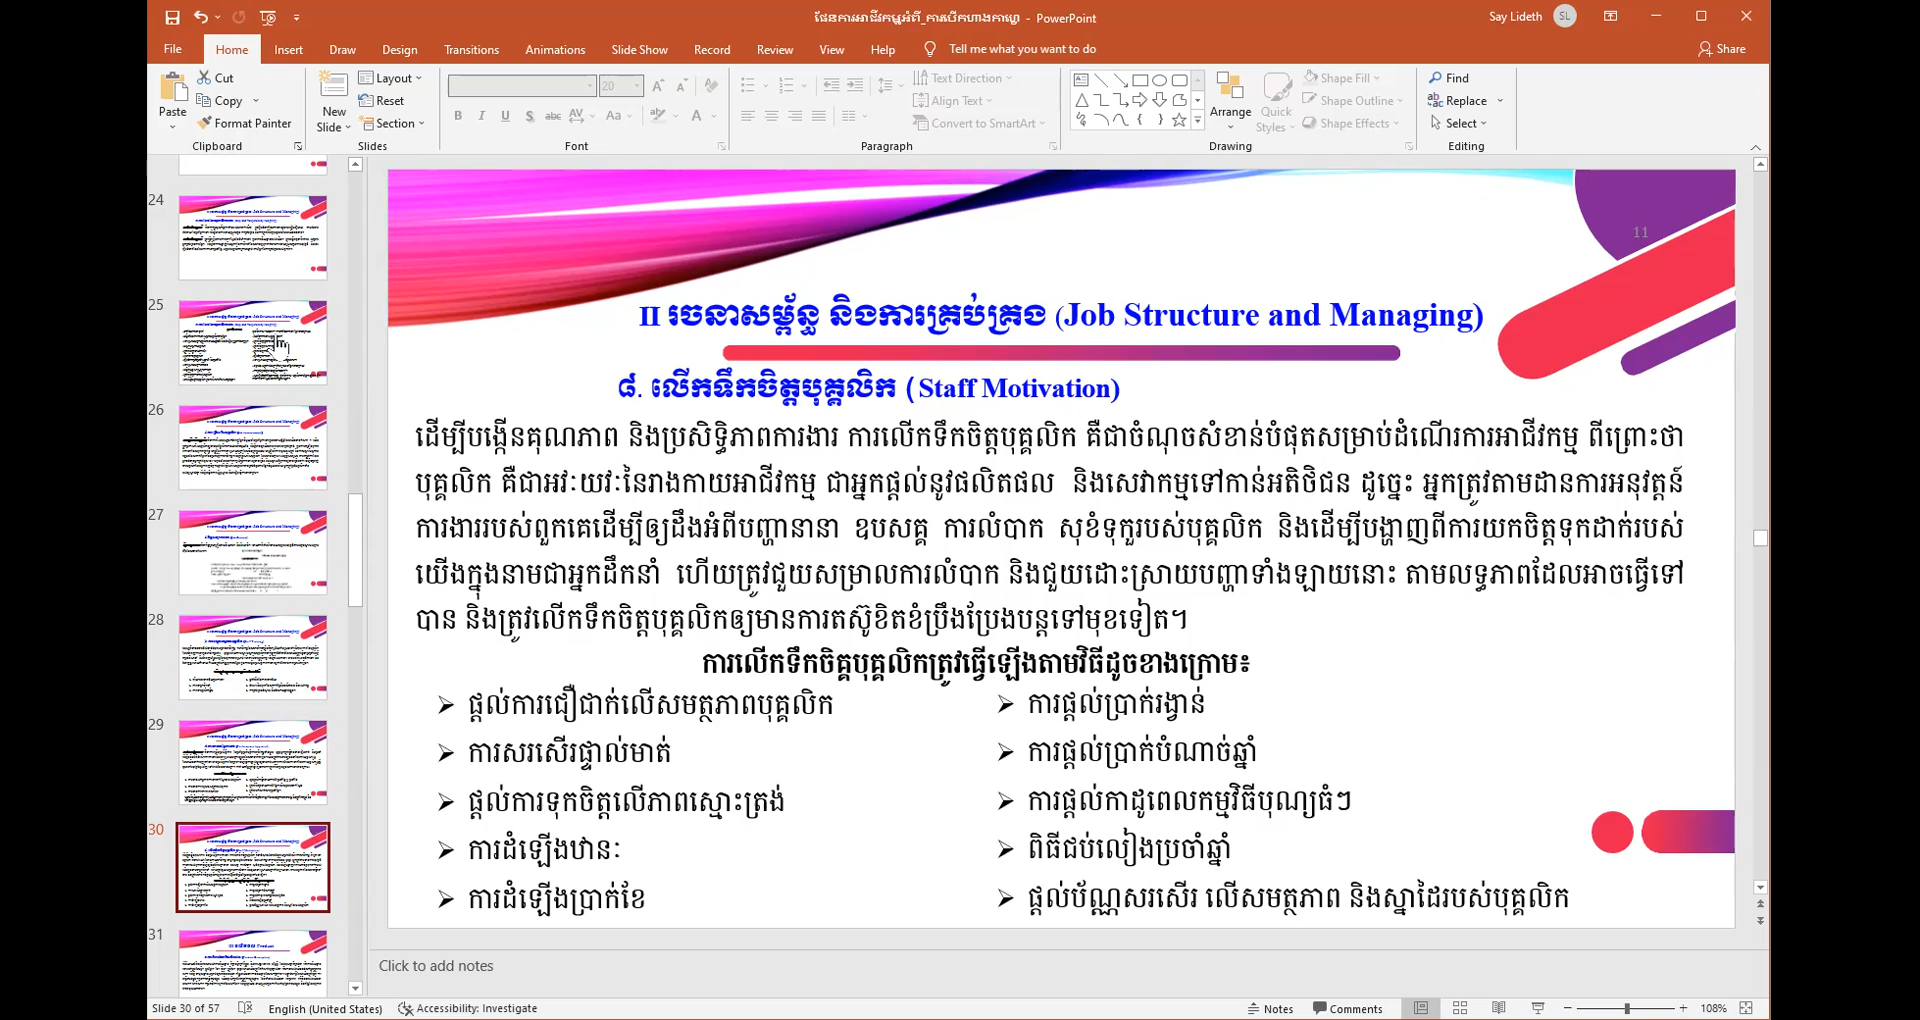 ផែនការអាជីវកម្មអំពី_ការបើកហាងកាហ្វេ - PowerPoint
Say Lideth
SL
File Home Insert Draw Design Transitions Animations Slide Show Record Review View Help Tell me what you want to do
Share
Paste
Cut
Copy
Format Painter
Clipboard
New Slide
Layout
Reset
Section
Slides
20
Font
Text Direction
Align Text
Convert to SmartArt
Paragraph
Arrange
Quick Styles
Shape Fill
Shape Outline
Shape Effects
Drawing
Find
Replace
Select
Editing
24
25
26
27
28
29
30
31
11
II រចនាសម្ព័ន្ធ និងការគ្រប់គ្រង (Job Structure and Managing)
៨. លើកទឹកចិត្តបុគ្គលិក (Staff Motivation)
ដើម្បីបង្កើនគុណភាព និងប្រសិទ្ធិភាពការងារ ការលើកទឹកចិត្តបុគ្គលិក គឺជាចំណុចសំខាន់បំផុតសម្រាប់ដំណើរការអាជីវកម្ម ពីព្រោះថា
បុគ្គលិក គឺជាអវៈយវៈនៃរាងកាយអាជីវកម្ម ជាអ្នកផ្តល់នូវផលិតផល និងសេវាកម្មទៅកាន់អតិថិជន ដូច្នេះ អ្នកត្រូវតាមដានការអនុវត្តន៍
ការងាររបស់ពួកគេដើម្បីឲ្យដឹងអំពីបញ្ហានានា ឧបសគ្គ ការលំបាក សុខំទុក្ខរបស់បុគ្គលិក និងដើម្បីបង្ហាញពីការយកចិត្តទុកដាក់របស់
យើងក្នុងនាមជាអ្នកដឹកនាំ ហើយត្រូវជួយសម្រាលការលំបាក និងជួយដោះស្រាយបញ្ហាទាំងឡាយនោះ តាមលទ្ធភាពដែលអាចធ្វើទៅ
បាន និងត្រូវលើកទឹកចិត្តបុគ្គលិកឲ្យមានការតស៊ូខិតខំប្រឹងប្រែងបន្តទៅមុខទៀត។
ការលើកទឹកចិត្តបុគ្គលិកត្រូវធ្វើឡើងតាមវិធីដូចខាងក្រោម៖
➢ ផ្តល់ការជឿជាក់លើសមត្ថភាពបុគ្គលិក
➢ ការសរសើរផ្ទាល់មាត់
➢ ផ្តល់ការទុកចិត្តលើភាពស្មោះត្រង់
➢ ការដំឡើងឋានៈ
➢ ការដំឡើងប្រាក់ខែ
➢ ការផ្តល់ប្រាក់រង្វាន់
➢ ការផ្តល់ប្រាក់បំណាច់ឆ្នាំ
➢ ការផ្តល់កាដូពេលកម្មវិធីបុណ្យធំៗ
➢ ពិធីជប់លៀងប្រចាំឆ្នាំ
➢ ផ្តល់ប័ណ្ណសរសើរ លើសមត្ថភាព និងស្នាដៃរបស់បុគ្គលិក
Click to add notes
Slide 30 of 57
English (United States)
Accessibility: Investigate
Notes
Comments
108%